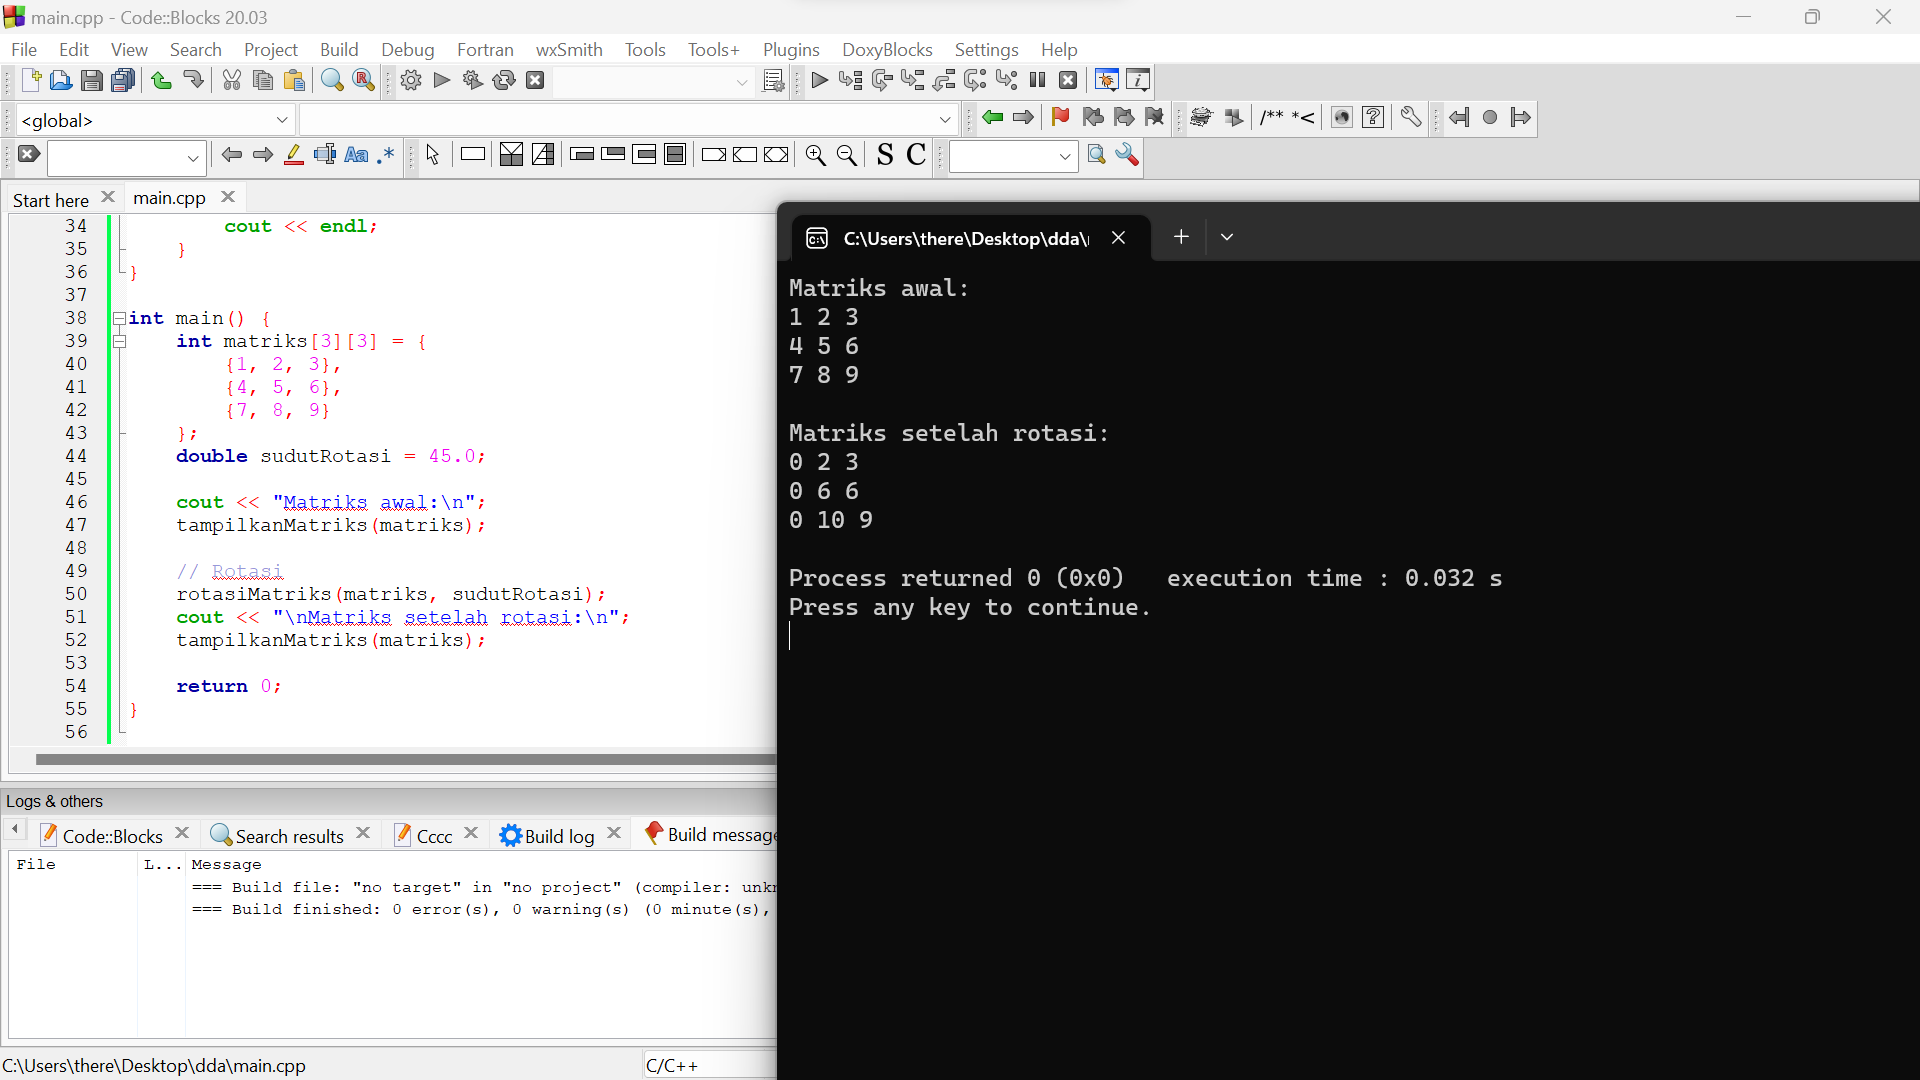 main.cpp - Code::Blocks 20.03
File Edit View Search Project Build Debug Fortran wxSmith Tools Tools+ Plugins DoxyBlocks Settings Help
<global>
/** *<
Aa .* S C
Start here main.cpp
34 cout << endl;
35 }
36 }
37
38 int main() {
39 int matriks[3][3] = {
40 {1, 2, 3},
41 {4, 5, 6},
42 {7, 8, 9}
43 };
44 double sudutRotasi = 45.0;
45
46 cout << "Matriks awal:\n";
47 tampilkanMatriks(matriks);
48
49 // Rotasi
50 rotasiMatriks(matriks, sudutRotasi);
51 cout << "\nMatriks setelah rotasi:\n";
52 tampilkanMatriks(matriks);
53
54 return 0;
55 }
56
C:\Users\there\Desktop\dda\
Matriks awal:
1 2 3
4 5 6
7 8 9
Matriks setelah rotasi:
0 2 3
0 6 6
0 10 9
Process returned 0 (0x0)   execution time : 0.032 s
Press any key to continue.
Logs & others
Code::Blocks Search results Cccc Build log Build message
File L... Message
=== Build file: "no target" in "no project" (compiler: unk
=== Build finished: 0 error(s), 0 warning(s) (0 minute(s),
C:\Users\there\Desktop\dda\main.cpp C/C++